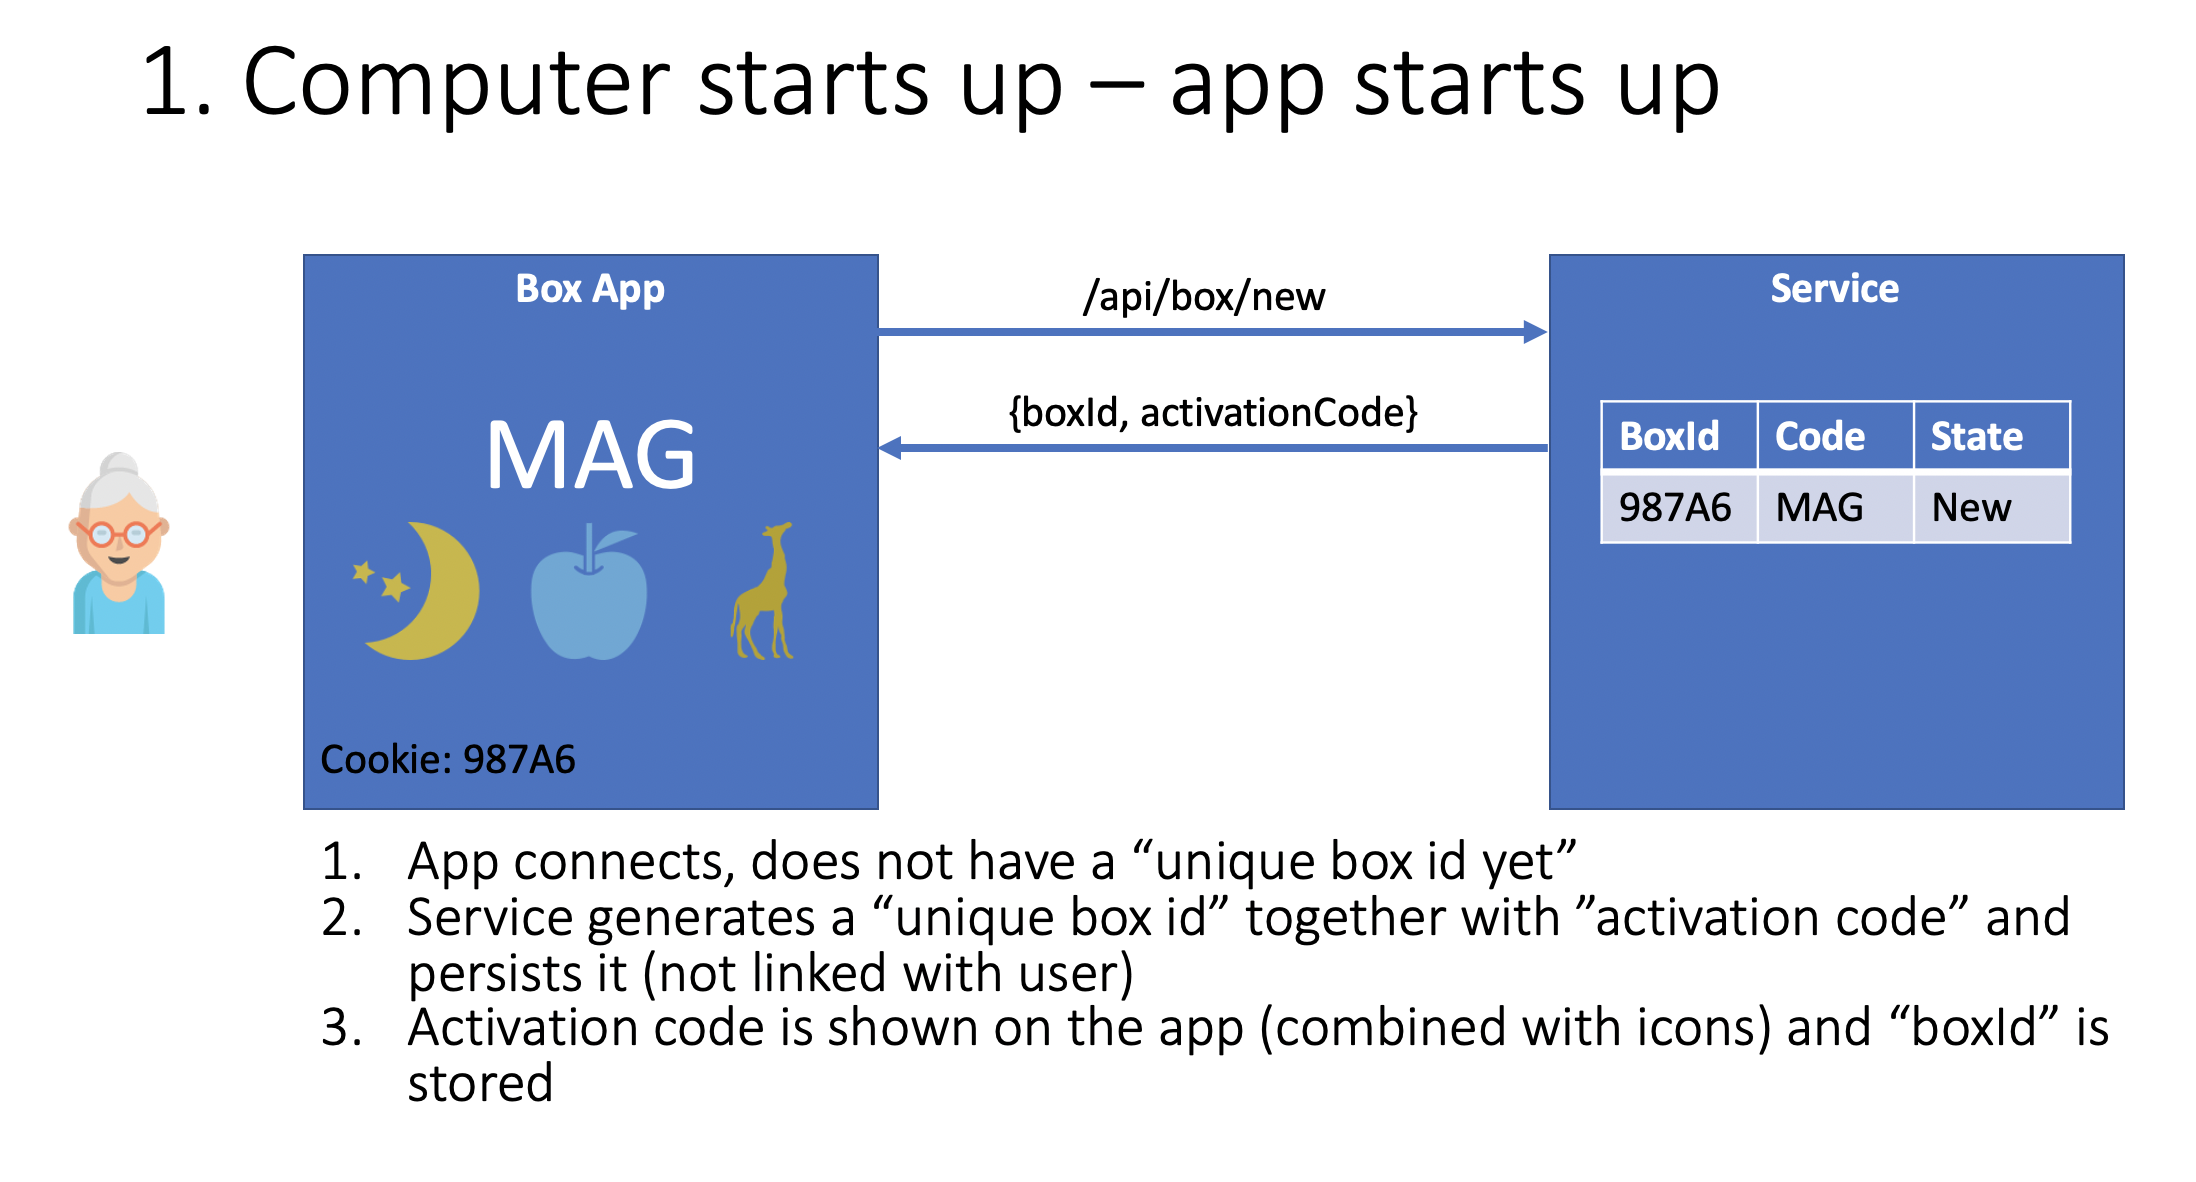 1. Computer starts up – app starts up
Box App
MAG
Cookie: 987A6
/api/box/new
{boxId, activationCode}
Service
BoxId Code State
987A6 MAG New
1. App connects, does not have a “unique box id yet”
2. Service generates a “unique box id” together with ”activation code” and
persists it (not linked with user)
3. Activation code is shown on the app (combined with icons) and “boxId” is
stored